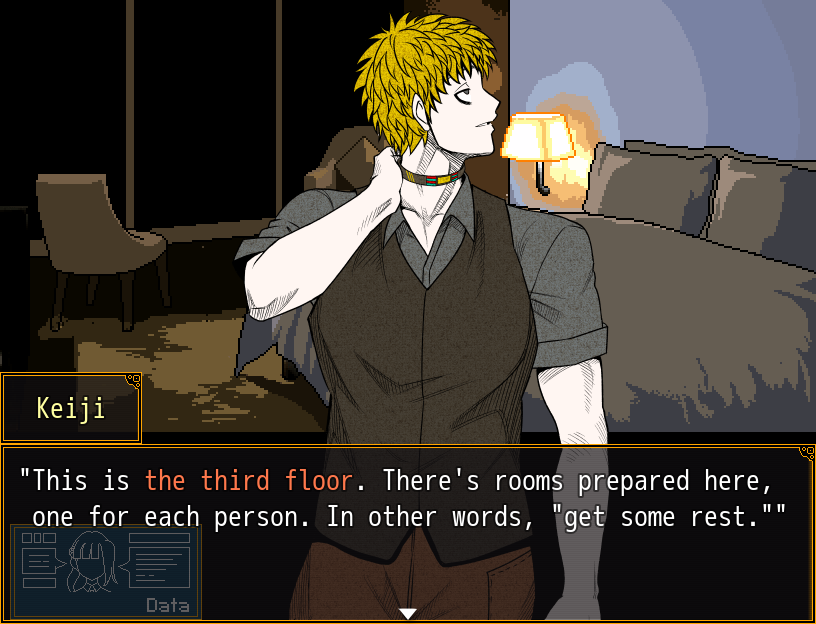 Keiji
"This is the third floor. There's rooms prepared here,
one for each person. In other words, "get some rest.""
Data